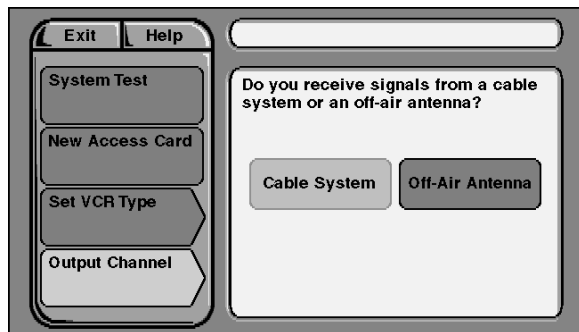 Exit
Help
System Test
New Access Card
Set VCR Type
Output Channel
Do you receive signals from a cable
system or an off-air antenna?
Cable System
Off-Air Antenna